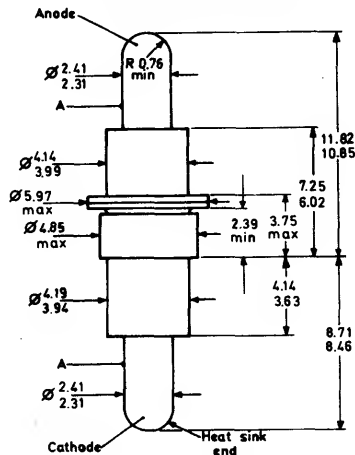 Anode
Ø 2.41
2.31
R 0.76
min
A
11.82
10.85
Ø 4.14
3.99
7.25
6.02
Ø 5.97
max
2.39
min
3.75
max
Ø 4.85
max
Ø 4.19
3.94
4.14
3.63
8.71
8.46
A
Ø 2.41
2.31
Cathode
Heat sink
end